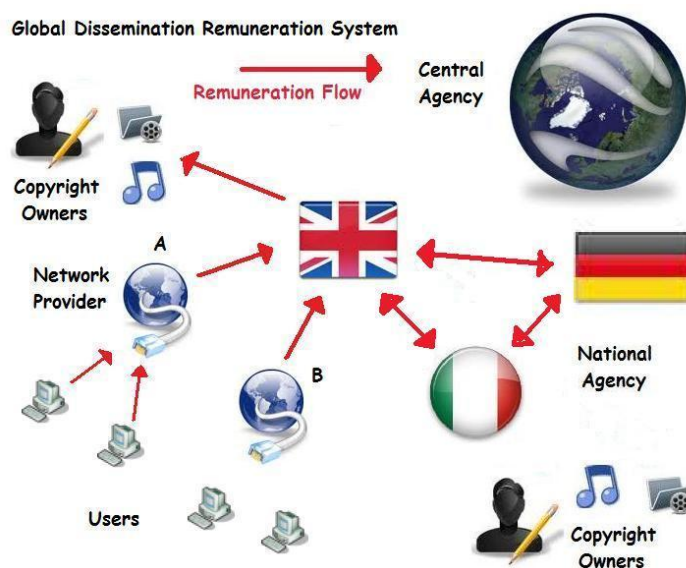 Global Dissemination Remuneration System
Remuneration Flow
Central
Agency
Copyright
Owners
A
Network
Provider
B
National
Agency
Users
Copyright
Owners